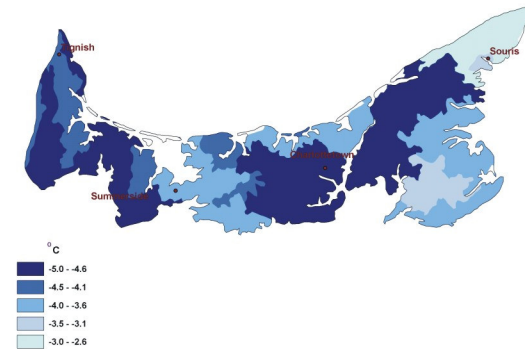 Tignish
Souris
Charlottetown
Summerside
°C
-5.0 - -4.6
-4.5 - -4.1
-4.0 - -3.6
-3.5 - -3.1
-3.0 - -2.6